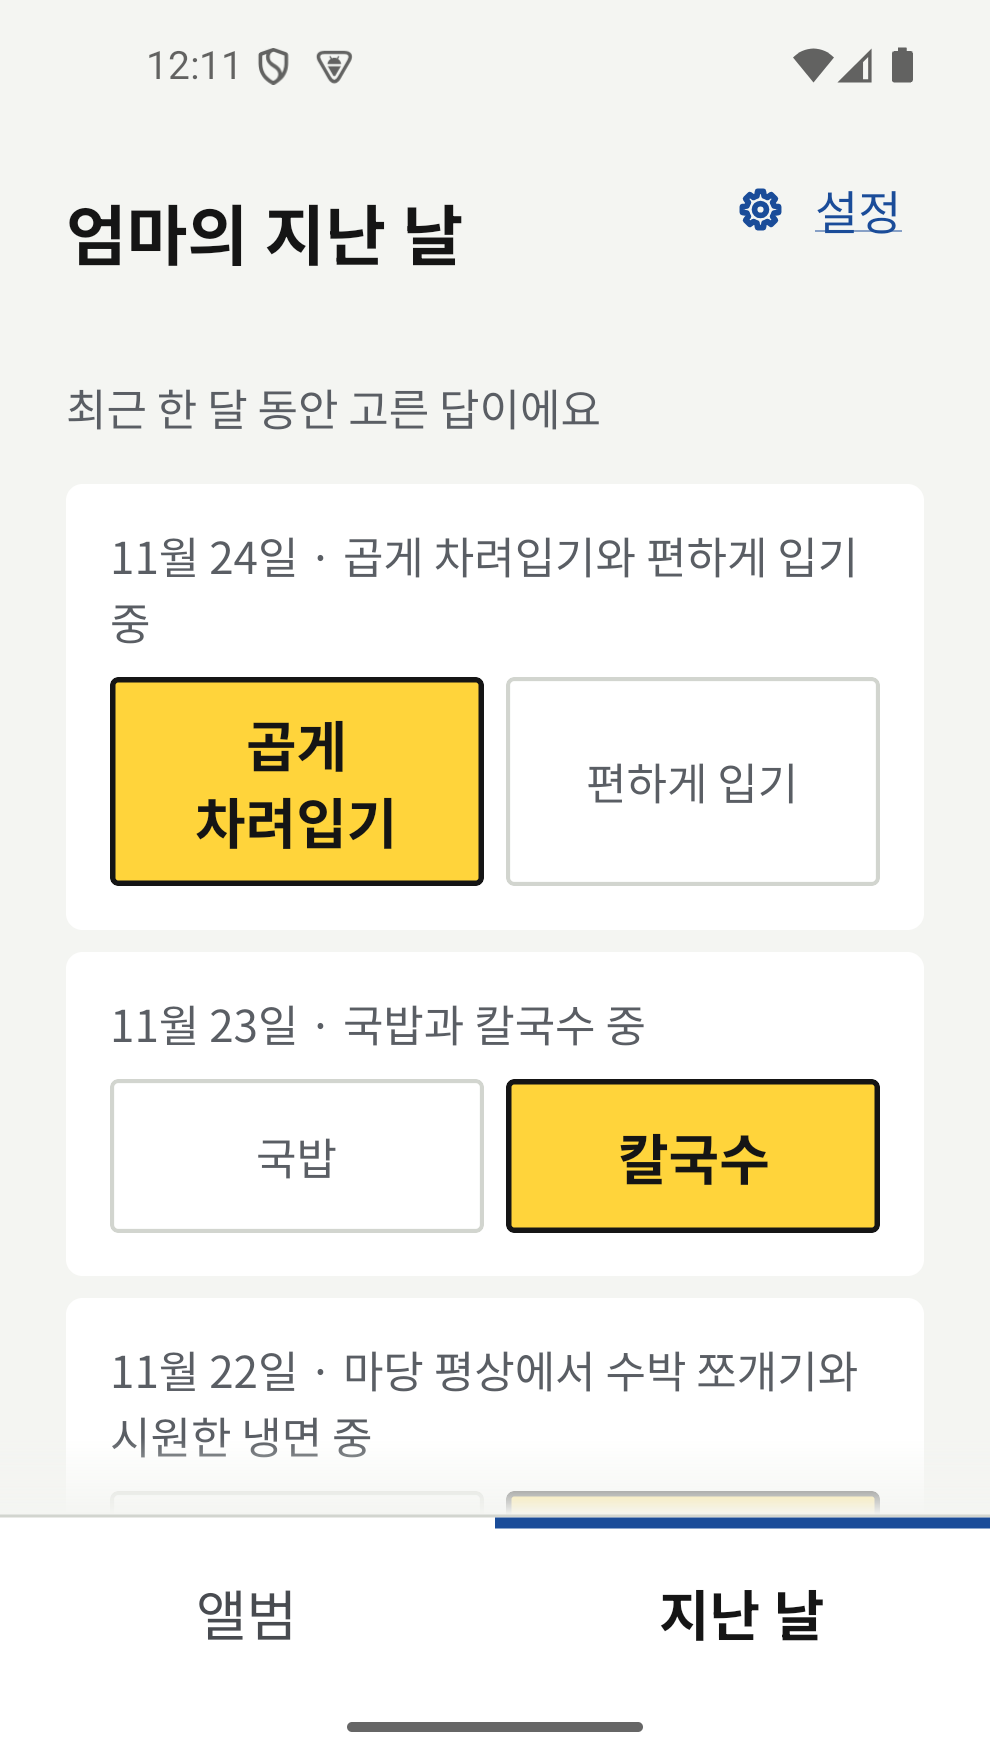 12:11
엄마의 지난 날
설정
최근 한 달 동안 고른 답이에요
11월 24일 · 곱게 차려입기와 편하게 입기
중
곱게
차려입기
편하게 입기
11월 23일 · 국밥과 칼국수 중
국밥
칼국수
11월 22일 · 마당 평상에서 수박 쪼개기와
시원한 냉면 중
앨범
지난 날